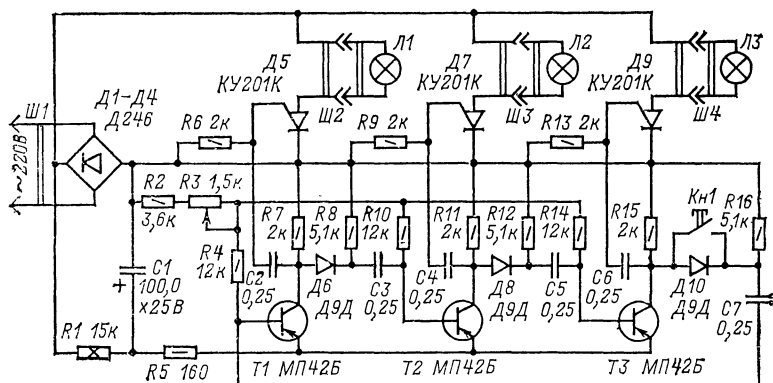 Ш1
~220В
Д1–Д4
Д246
Д5
КУ201К
Л1
Ш2
R6 2к
Д7
КУ201К
Л2
Ш3
R9 2к
Д9
КУ201К
Л3
Ш4
R13 2к
R2
3,6к
R3 1,5к
R4
12к
R7
2к
R8
5,1к
R10
12к
R11
2к
R12
5,1к
R14
12к
R15
2к
Кн1
R16
5,1к
C1
100,0
×25В
+
C2
0,25
Д6
Д9Д
C3
0,25
C4
0,25
Д8
Д9Д
C5
0,25
C6
0,25
Д10
Д9Д
C7
0,25
R1 15к
R5 160
T1 МП42Б
T2 МП42Б
T3 МП42Б